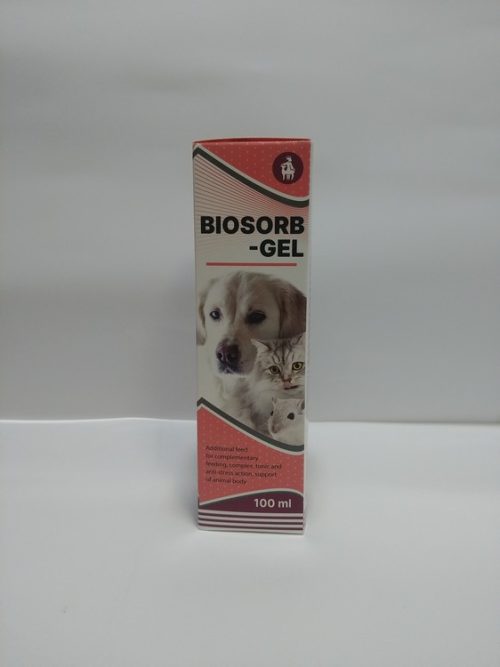 BIOSORB
-GEL
Additional feed
for complementary
feeding, complex, tonic and
anti-stress action, support
of animal body
100 ml